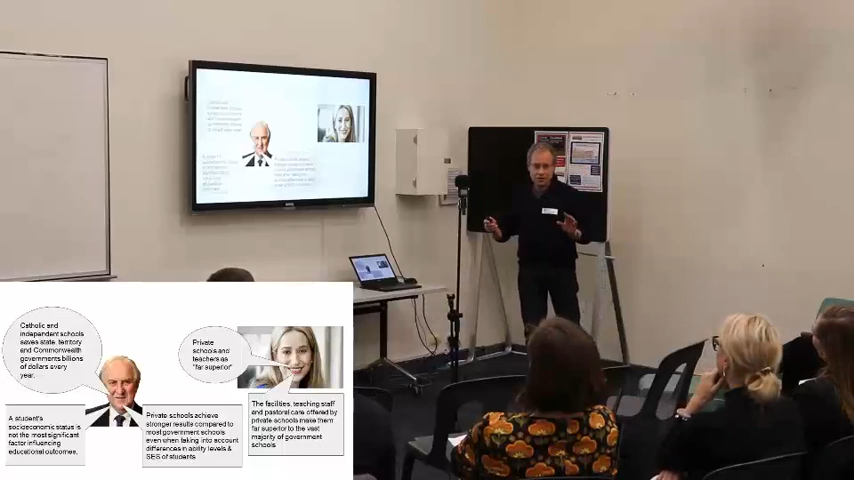 Catholic and
independent schools
saves state, territory
and Commonwealth
governments billions
of dollars every
year.
Private
schools and
teachers as
"far superior"
A student's
socioeconomic status is
not the most significant
factor influencing
educational outcomes.
Private schools achieve
stronger results compared to
most government schools
even when taking into account
differences in ability levels &
SES of students
The facilities, teaching staff
and pastoral care offered by
private schools make them
far superior to the vast
majority of government
schools